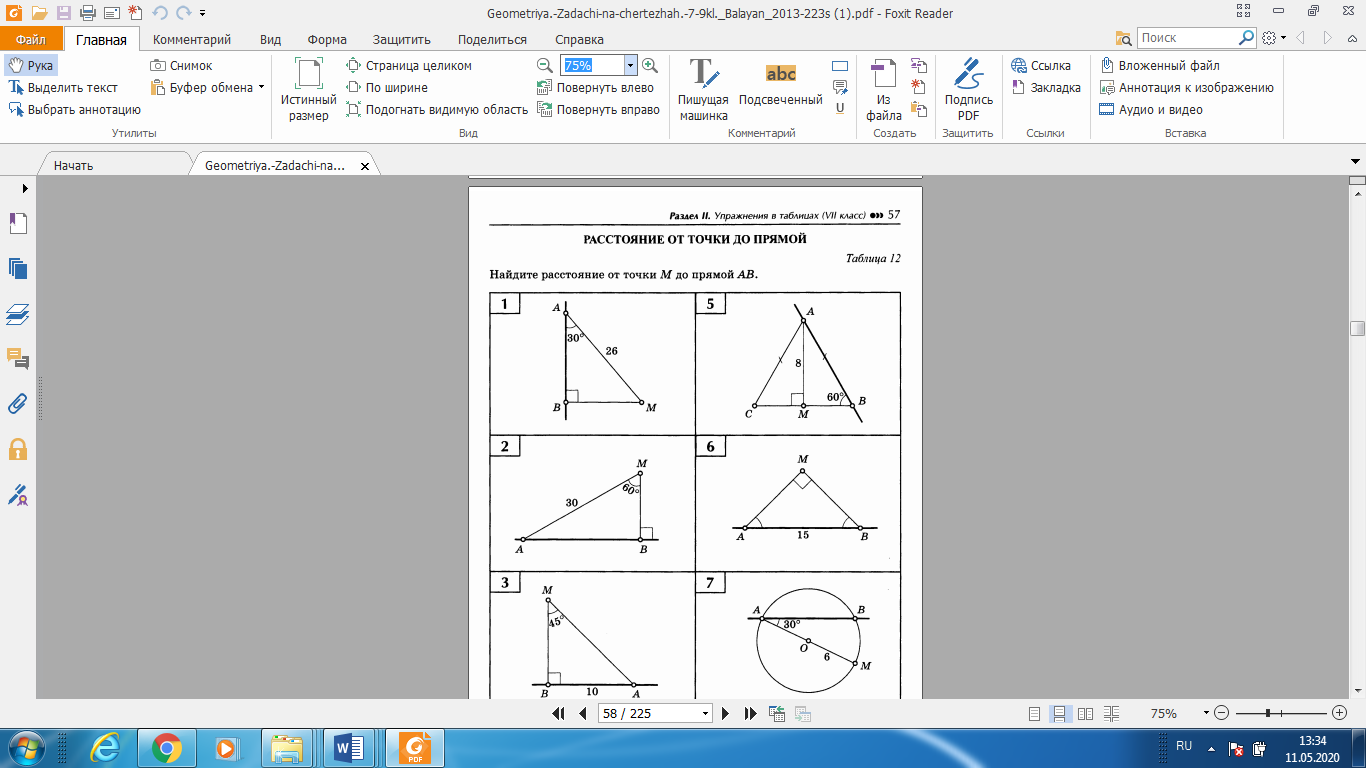 Geometriya.-Zadachi-na-chertezhah.-7-9kl._Balayan_2013-223s (1).pdf - Foxit Reader
Файл Главная Комментарий Вид Форма Защитить Поделиться Справка
Поиск
Рука
Выделить текст
Выбрать аннотацию
Снимок
Буфер обмена
Утилиты
Истинный размер
Страница целиком
По ширине
Подогнать видимую область
75%
Повернуть влево
Повернуть вправо
Вид
Пишущая машинка
abc
Подсвеченный
U
Комментарий
Из файла
Создать
Подпись PDF
Защитить
Ссылка
Закладка
Ссылки
Вложенный файл
Аннотация к изображению
Аудио и видео
Вставка
Начать
Geometriya.-Zadachi-na...
Раздел II. Упражнения в таблицах (VII класс) 57
РАССТОЯНИЕ ОТ ТОЧКИ ДО ПРЯМОЙ
Таблица 12
Найдите расстояние от точки M до прямой AB.
1
A
30°
26
B
M
5
A
8
60°
B
C
M
2
M
60°
30
A
B
6
M
A
15
B
3
M
45°
B
10
A
7
A
B
30°
O
6
M
58 / 225
75%
PDF
RU
13:34
11.05.2020